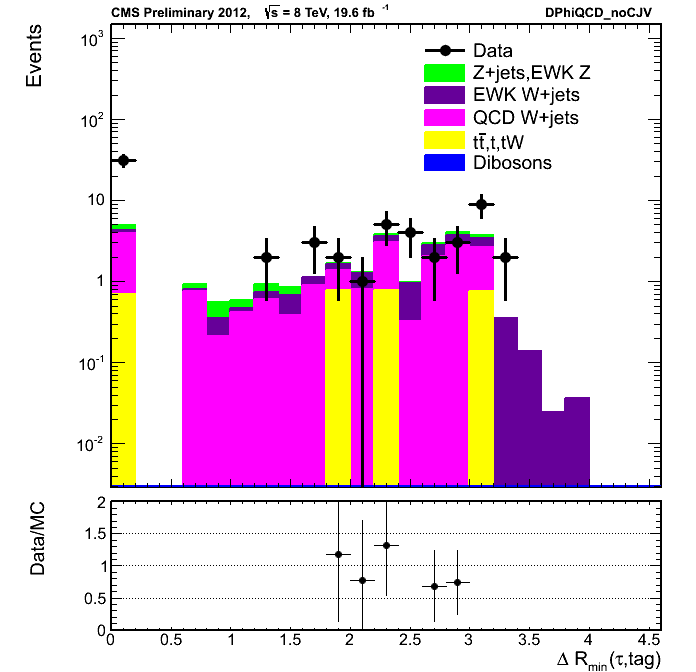 CMS Preliminary 2012, √s = 8 TeV, 19.6 fb⁻¹ DPhiQCD_noCJV
Events
10³
10²
10
1
10⁻¹
10⁻²
Data
Z+jets,EWK Z
EWK W+jets
QCD W+jets
tt̄,t,tW
Dibosons
Data/MC
2
1.5
1
0.5
0
0 0.5 1 1.5 2 2.5 3 3.5 4 4.5
Δ R_min(τ,tag)